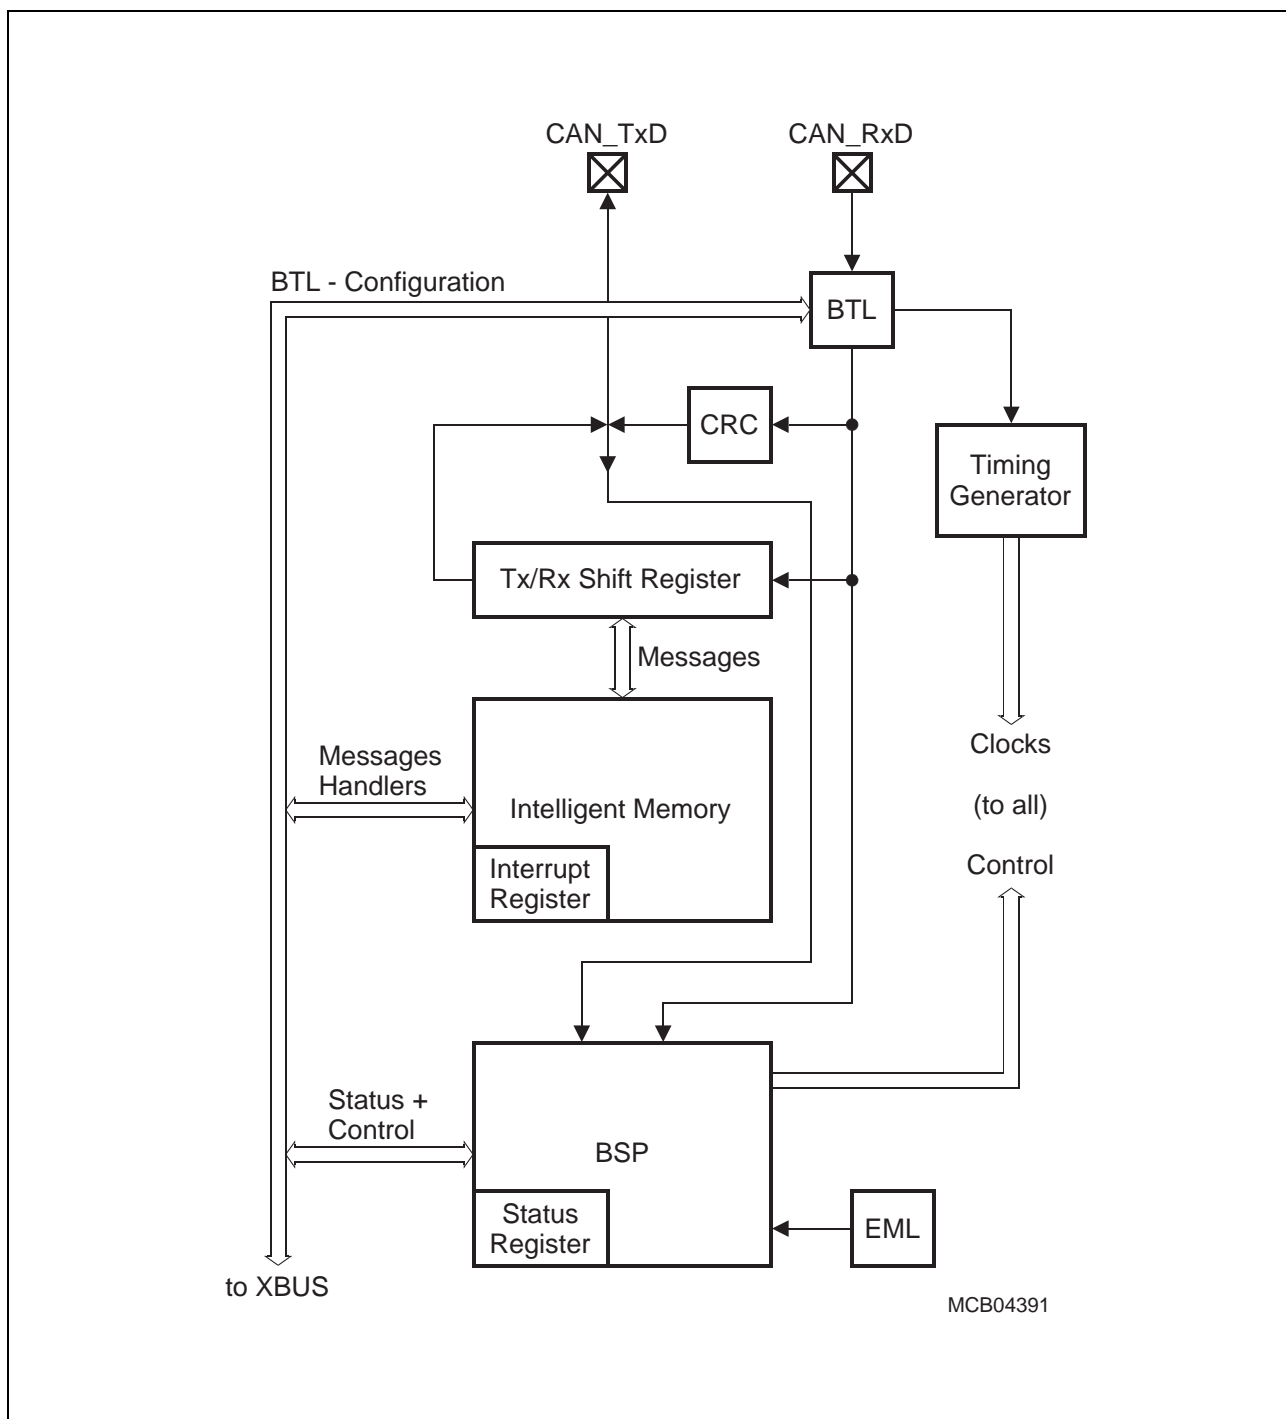 CAN_TxD
CAN_RxD
BTL - Configuration
BTL
CRC
Timing
Generator
Tx/Rx Shift Register
Messages
Messages
Handlers
Intelligent Memory
Interrupt
Register
Clocks
(to all)
Control
Status +
Control
BSP
Status
Register
EML
to XBUS
MCB04391